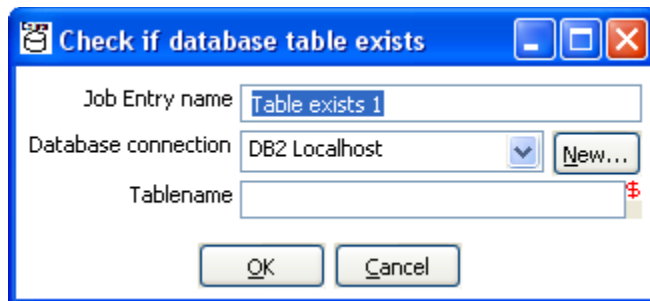 Check if database table exists
Job Entry name Table exists 1
Database connection DB2 Localhost New...
Tablename $
OK Cancel